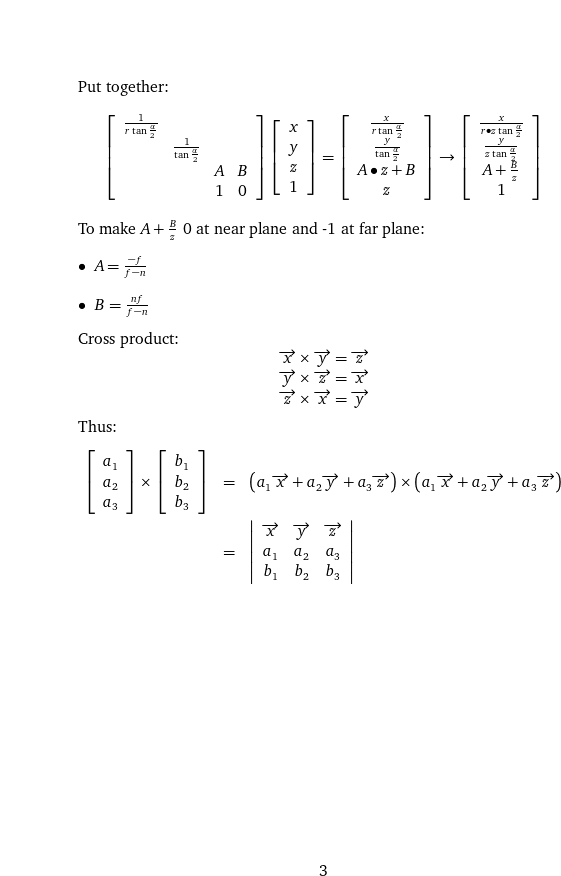 Put together:
$$\begin{bmatrix} \frac{1}{r \tan \frac{\alpha}{2}} & & & \\ & \frac{1}{\tan \frac{\alpha}{2}} & & \\ & & A & B \\ & & 1 & 0 \end{bmatrix} \begin{bmatrix} x \\ y \\ z \\ 1 \end{bmatrix} = \begin{bmatrix} \frac{x}{r \tan \frac{\alpha}{2}} \\ \frac{y}{\tan \frac{\alpha}{2}} \\ A \bullet z + B \\ z \end{bmatrix} \rightarrow \begin{bmatrix} \frac{x}{r \bullet z \tan \frac{\alpha}{2}} \\ \frac{y}{z \tan \frac{\alpha}{2}} \\ A + \frac{B}{z} \\ 1 \end{bmatrix}$$
To make $A + \frac{B}{z}$ 0 at near plane and -1 at far plane:
• $A = \frac{-f}{f-n}$
• $B = \frac{nf}{f-n}$
Cross product:
$$\overrightarrow{x} \times \overrightarrow{y} = \overrightarrow{z}$$
$$\overrightarrow{y} \times \overrightarrow{z} = \overrightarrow{x}$$
$$\overrightarrow{z} \times \overrightarrow{x} = \overrightarrow{y}$$
Thus:
$$\begin{bmatrix} a_1 \\ a_2 \\ a_3 \end{bmatrix} \times \begin{bmatrix} b_1 \\ b_2 \\ b_3 \end{bmatrix} = (a_1 \overrightarrow{x} + a_2 \overrightarrow{y} + a_3 \overrightarrow{z}) \times (a_1 \overrightarrow{x} + a_2 \overrightarrow{y} + a_3 \overrightarrow{z})$$
$$= \begin{vmatrix} \overrightarrow{x} & \overrightarrow{y} & \overrightarrow{z} \\ a_1 & a_2 & a_3 \\ b_1 & b_2 & b_3 \end{vmatrix}$$
3